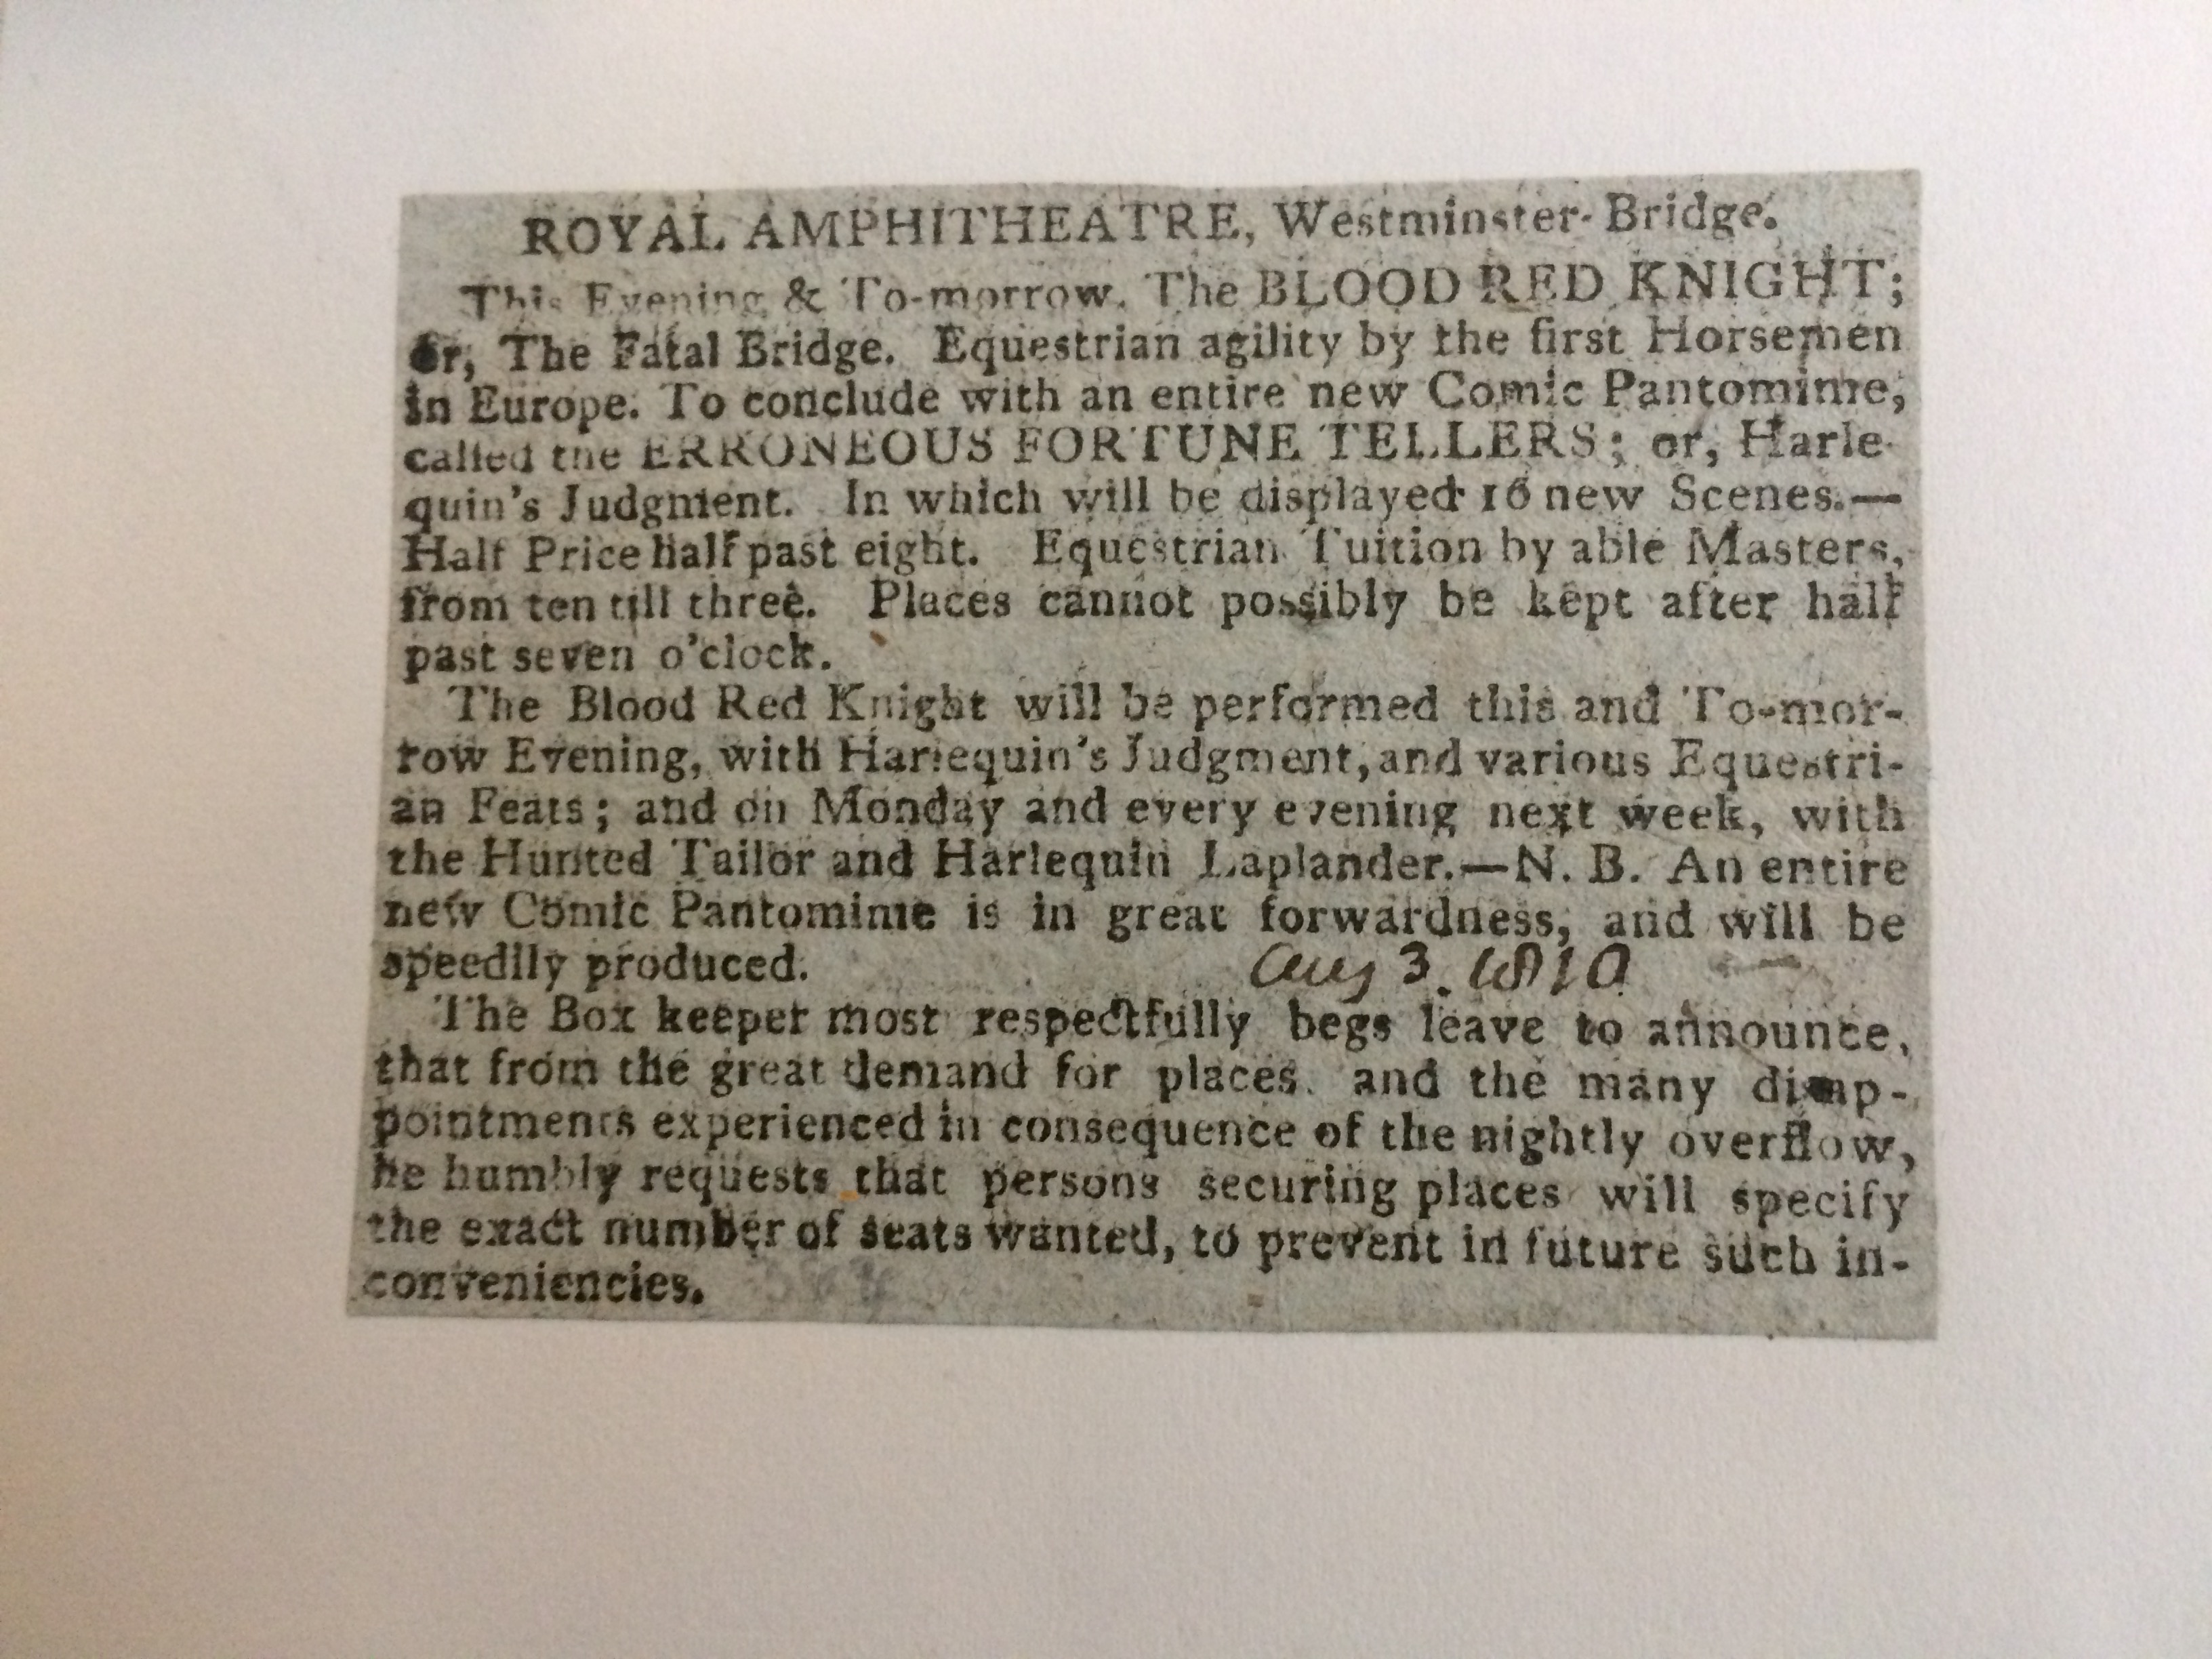 ROYAL AMPHITHEATRE, Westminster-Bridge.
This Evening & To-morrow. The BLOOD RED KNIGHT;
or, The Fatal Bridge. Equestrian agility by the first Horsemen
in Europe. To conclude with an entire new Comic Pantomime,
called the ERRONEOUS FORTUNE TELLERS; or, Harle-
quin's Judgment. In which will be displayed 16 new Scenes.—
Half Price half past eight. Equestrian Tuition by able Masters,
from ten till three. Places cannot possibly be kept after half
past seven o'clock.
The Blood Red Knight will be performed this and To-mor-
row Evening, with Harlequin's Judgment, and various Equestri-
an Feats; and on Monday and every evening next week, with
the Hunted Tailor and Harlequin Laplander.—N. B. An entire
new Comic Pantomime is in great forwardness, and will be
speedily produced.
Aug 3. 1810
The Box keeper most respectfully begs leave to announce,
that from the great demand for places. and the many disap-
pointments experienced in consequence of the nightly overflow,
he humbly requests that persons securing places will specify
the exact number of seats wanted, to prevent in future such in-
conveniencies.